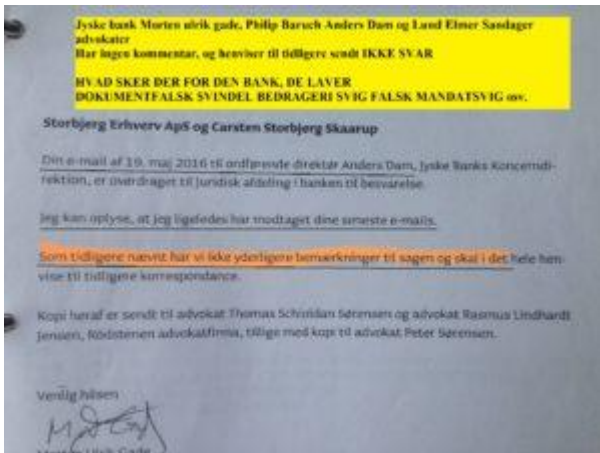 Jyske bank Morten ulrik gade, Philip Baruch Anders Dam og Lund Elmer Sandager
advokater
Har ingen kommentar, og henviser til tidligere sendt IKKE SVAR
HVAD SKER DER FOR DEN BANK, DE LAVER
DOKUMENTFALSK SVINDEL BEDRAGERI SVIG FALSK MANDATSVIG osv.
Storbjerg Erhverv ApS og Carsten Storbjerg Skaarup
Din e-mail af 19. maj 2016 til ordførende direktør Anders Dam, Jyske Banks Koncerndi-
rektion, er overdraget til juridisk afdeling i banken til besvarelse.
Jeg kan oplyse, at jeg ligeledes har modtaget dine seneste e-mails.
Som tidligere nævnt har vi ikke yderligere bemærkninger til sagen og skal i det hele hen-
vise til tidligere korrespondance.
Kopi heraf er sendt til advokat Thomas Schioldan Sørensen og advokat Rasmus Lindhardt
Jensen, Rödstenen advokatfirma, tillige med kopi til advokat Peter Sørensen.
Venlig hilsen
Ulrik Gade